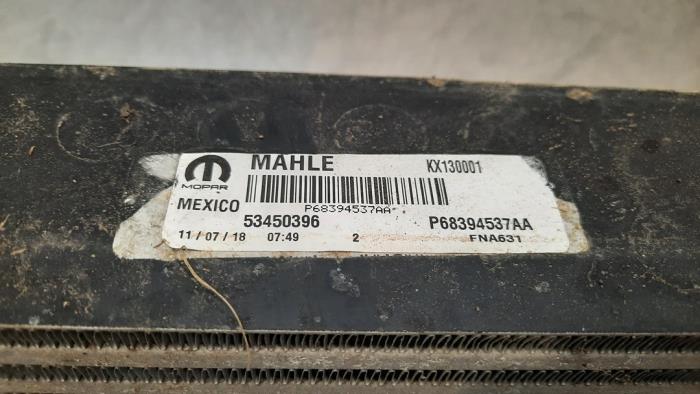 MAHLE KX130001
MOPAR
P68394537AA
MEXICO 53450396 P68394537AA
11/07/18 07:49 2 FNA631